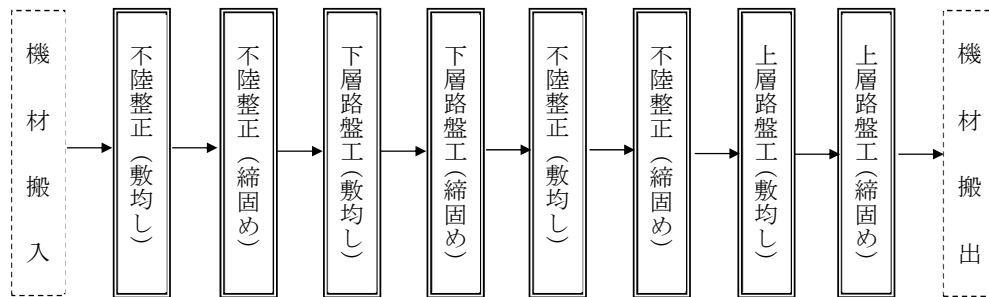 機材搬入
不陸整正（敷均し）
不陸整正（締固め）
下層路盤工（敷均し）
下層路盤工（締固め）
不陸整正（敷均し）
不陸整正（締固め）
上層路盤工（敷均し）
上層路盤工（締固め）
機材搬出